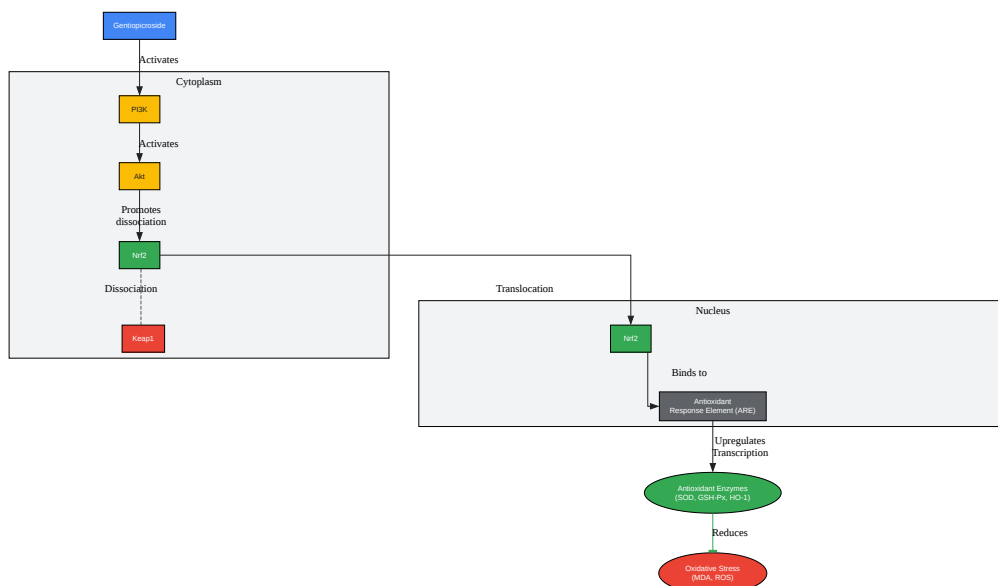 Gentiopicroside
Activates
Cytoplasm
PI3K
Activates
Akt
Promotes
dissociation
Nrf2
Dissociation
Translocation
Nucleus
Keap1
Nrf2
Binds to
Antioxidant
Response Element (ARE)
Upregulates
Transcription
Antioxidant Enzymes
(SOD, GSH-Px, HO-1)
Reduces
Oxidative Stress
(MDA, ROS)